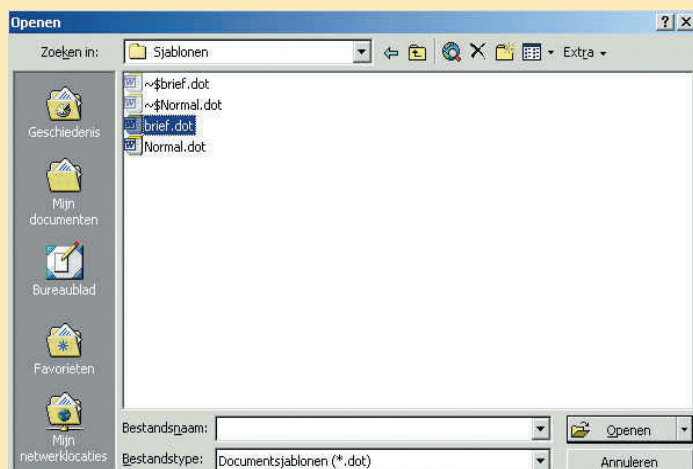 Openen
Zoeken in:
Sjablonen
Extra
~$brief.dot
~$Normal.dot
brief.dot
Normal.dot
Geschiedenis
Mijn
documenten
Bureaublad
Favorieten
Mijn
netwerklocaties
Bestandsnaam:
Openen
Bestandstype:
Documentsjablonen (*.dot)
Annuleren